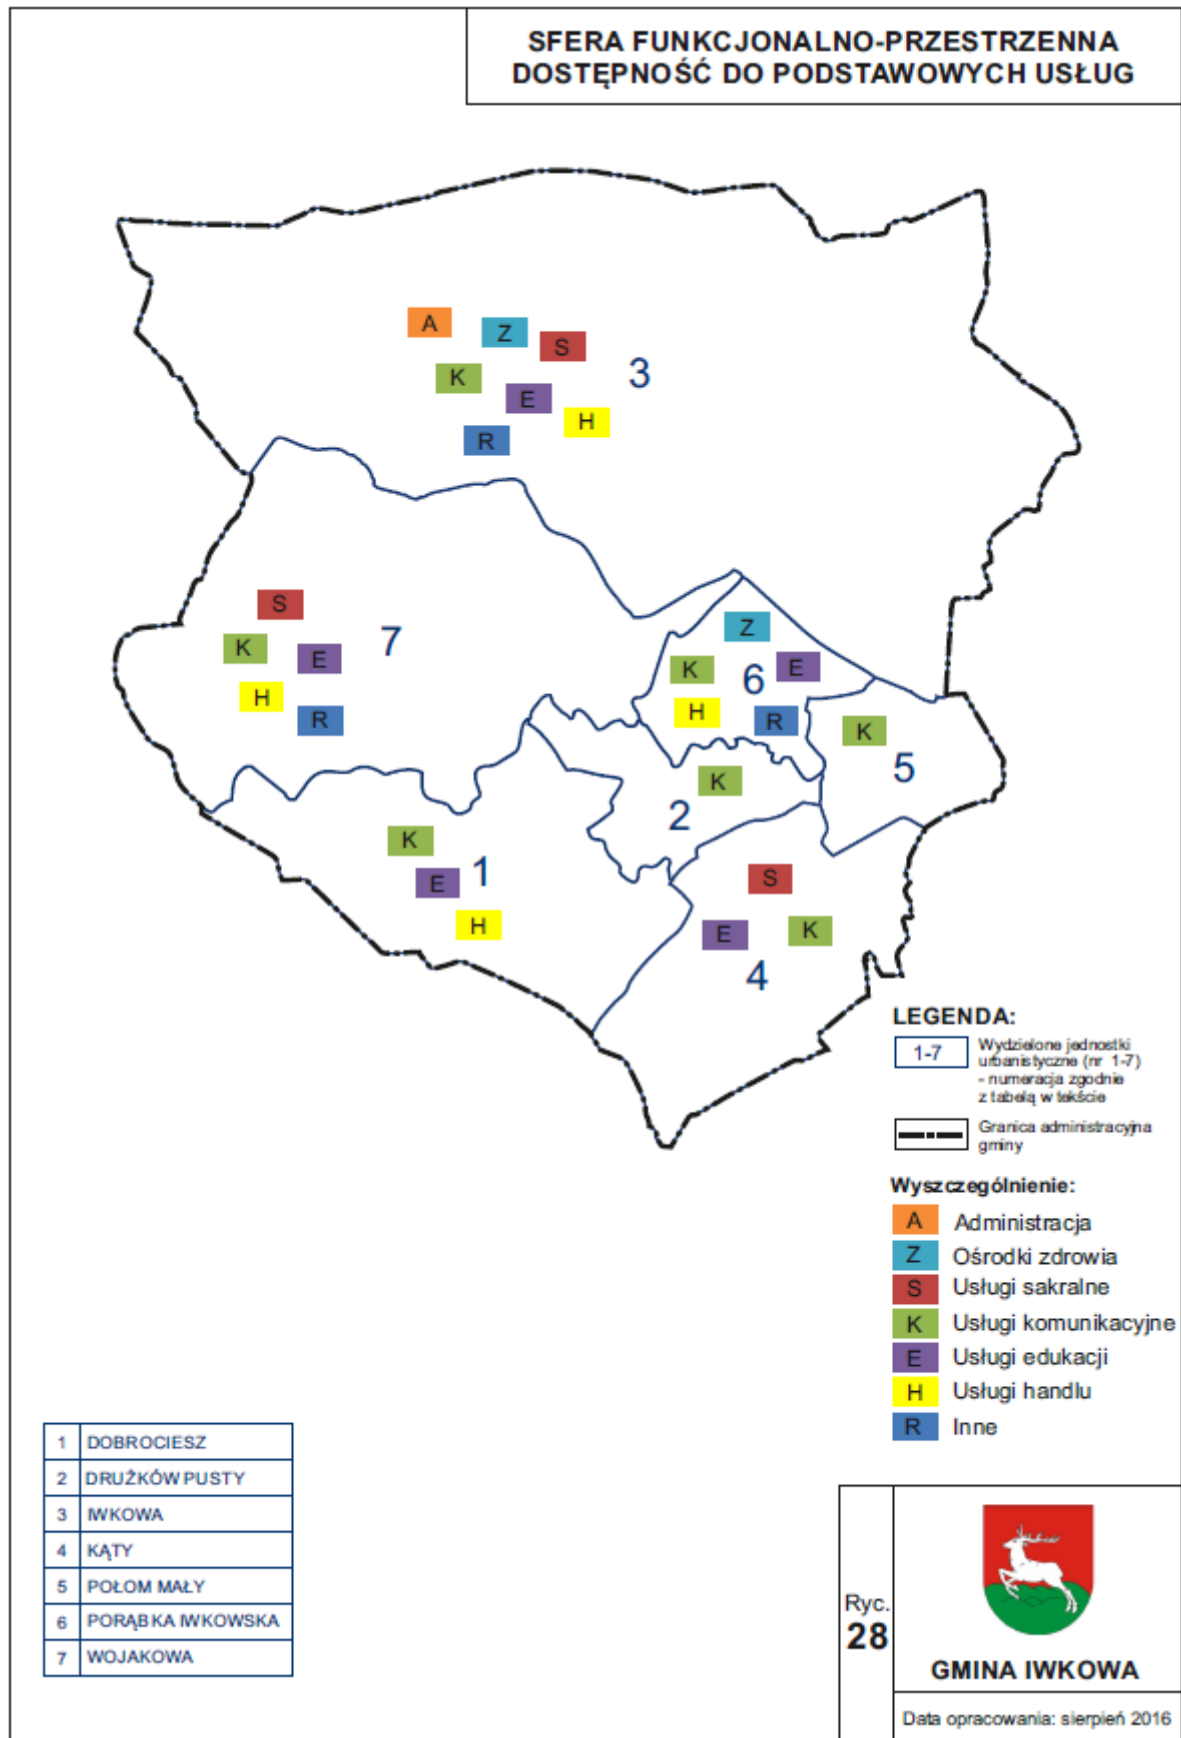 SFERA FUNKCJONALNO-PRZESTRZENNA
DOSTĘPNOŚĆ DO PODSTAWOWYCH USŁUG
A
Z
S
K
E
H
R
3
S
K
E
H
R
7
Z
K
E
H
R
6
K
5
K
2
K
E
H
1
S
E
K
4
LEGENDA:
1-7
Wydzielone jednostki
urbanistyczne (nr 1-7)
- numeracja zgodnie
z tabelą w tekście
Granica administracyjna
gminy
Wyszczególnienie:
A Administracja
Z Ośrodki zdrowia
S Usługi sakralne
K Usługi komunikacyjne
E Usługi edukacji
H Usługi handlu
R Inne
1 DOBROCIESZ
2 DRUŻKÓW PUSTY
3 IWKOWA
4 KĄTY
5 POŁOM MAŁY
6 PORĄBKA IWKOWSKA
7 WOJAKOWA
Ryc.
28
GMINA IWKOWA
Data opracowania: sierpień 2016